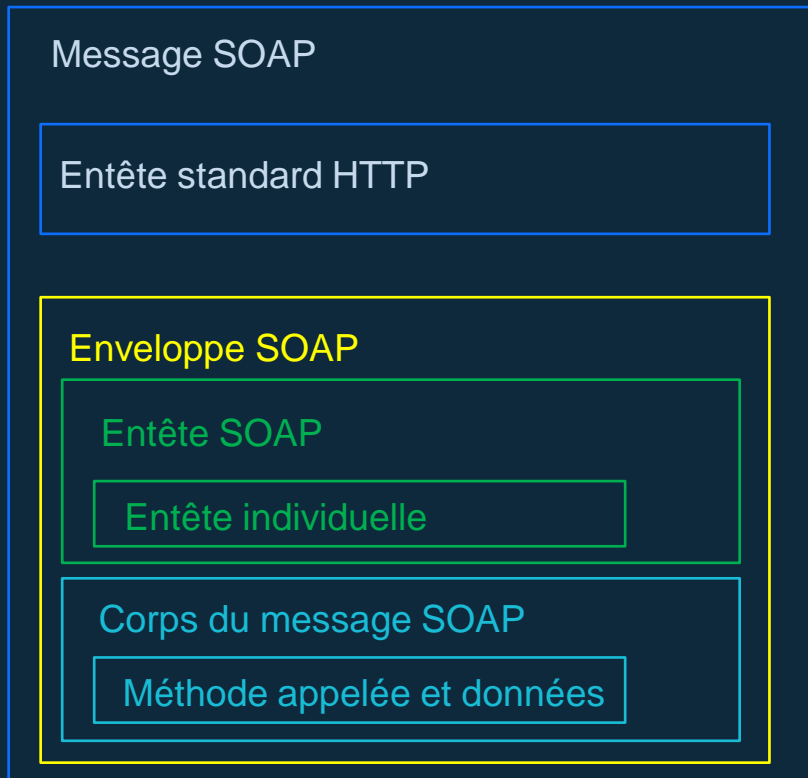 Message SOAP
Entête standard HTTP
Enveloppe SOAP
Entête SOAP
Entête individuelle
Corps du message SOAP
Méthode appelée et données